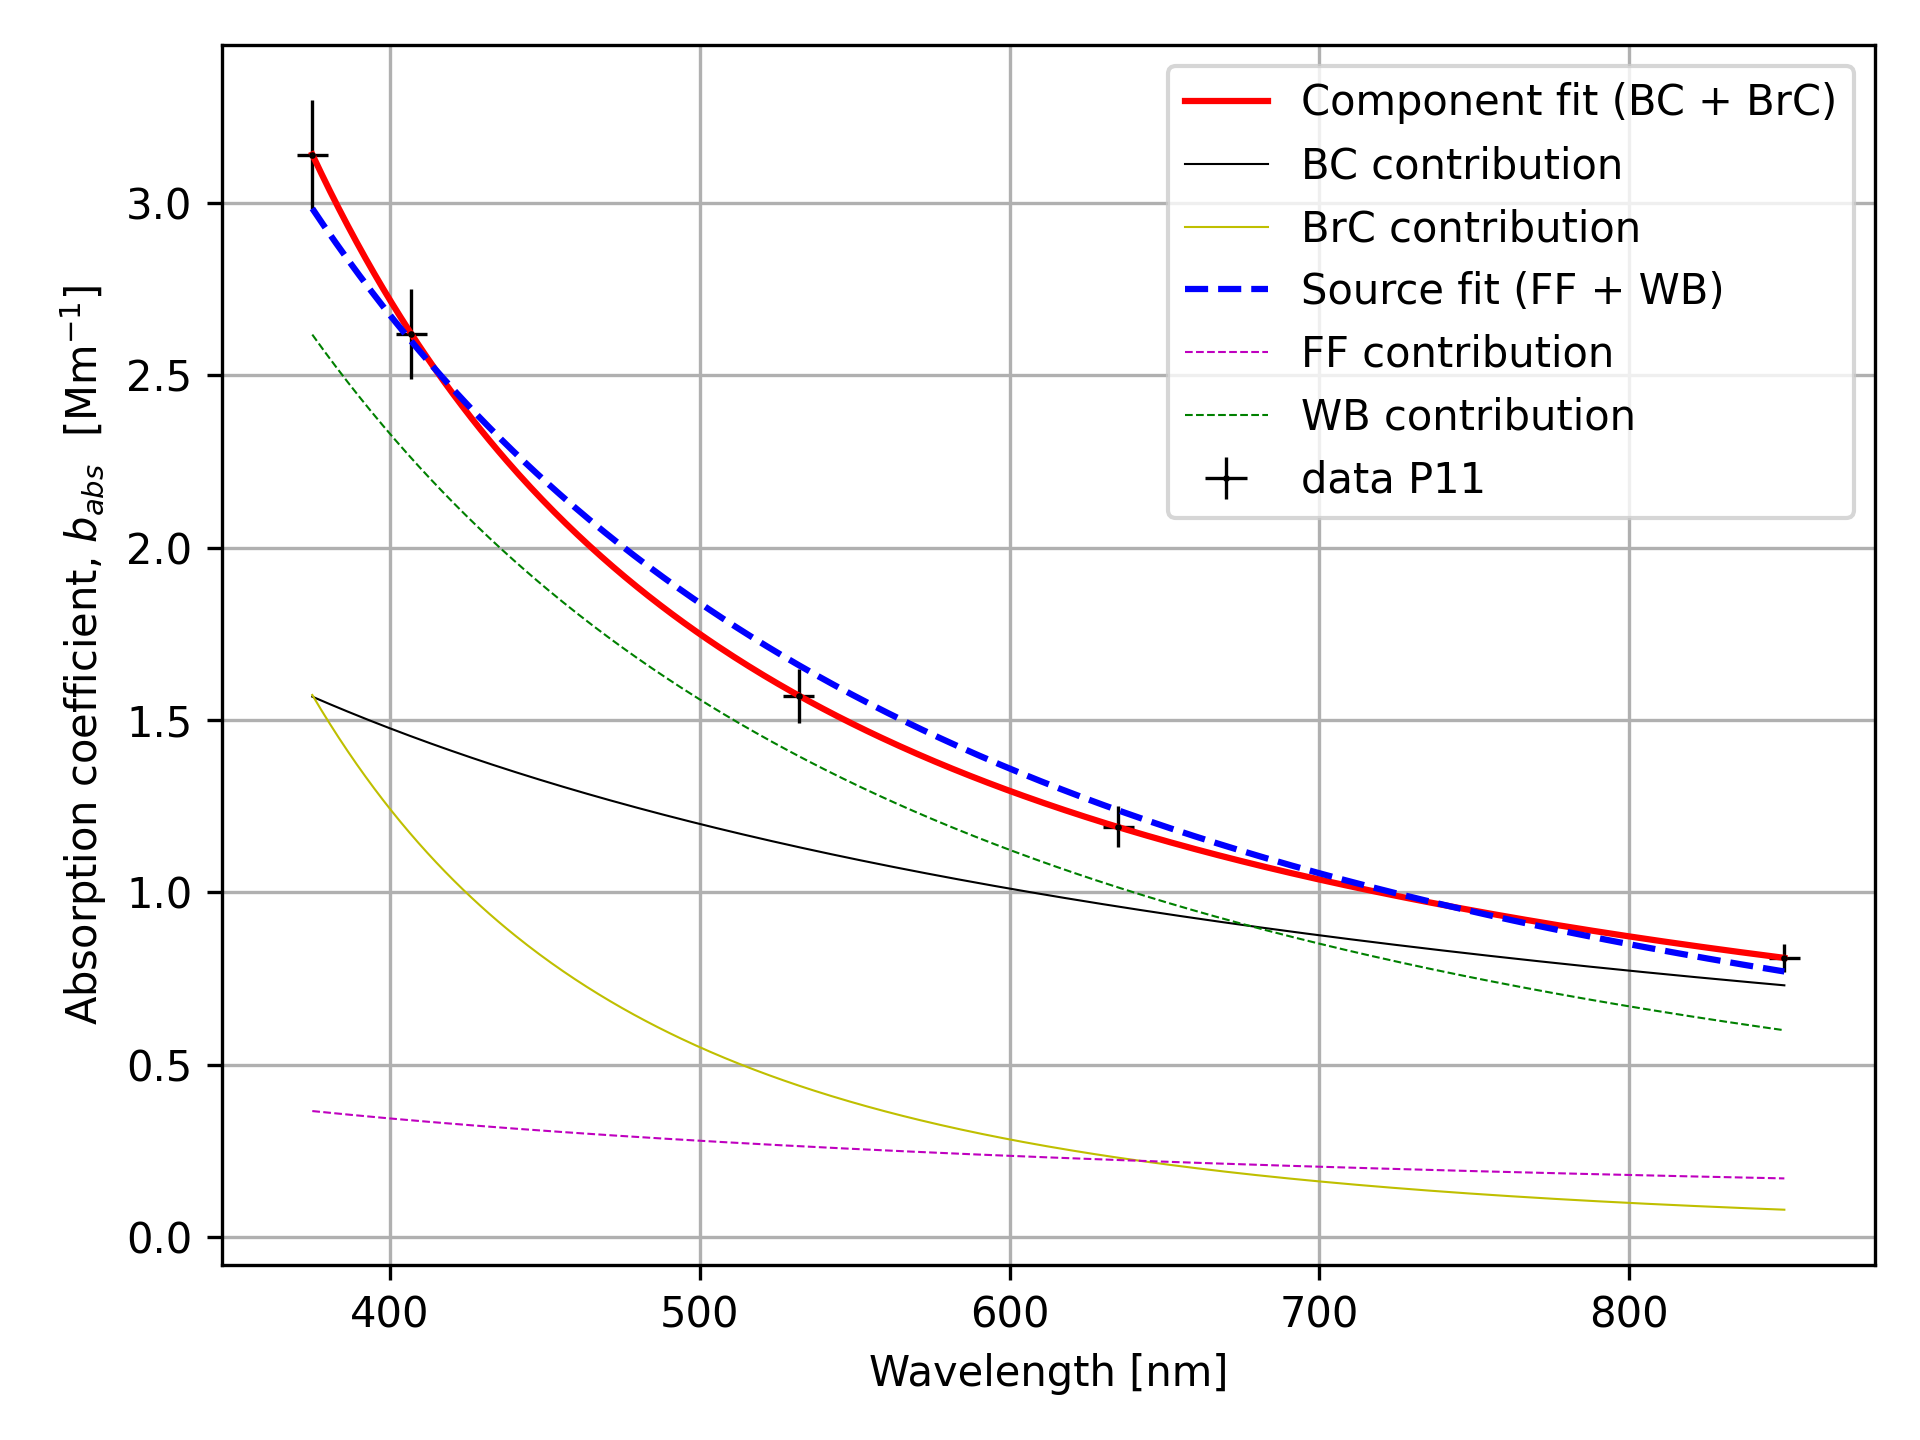 Component fit (BC + BrC)
BC contribution
BrC contribution
Source fit (FF + WB)
FF contribution
WB contribution
data P11
Absorption coefficient, b_abs [Mm⁻¹]
3.0
2.5
2.0
1.5
1.0
0.5
0.0
400 500 600 700 800
Wavelength [nm]